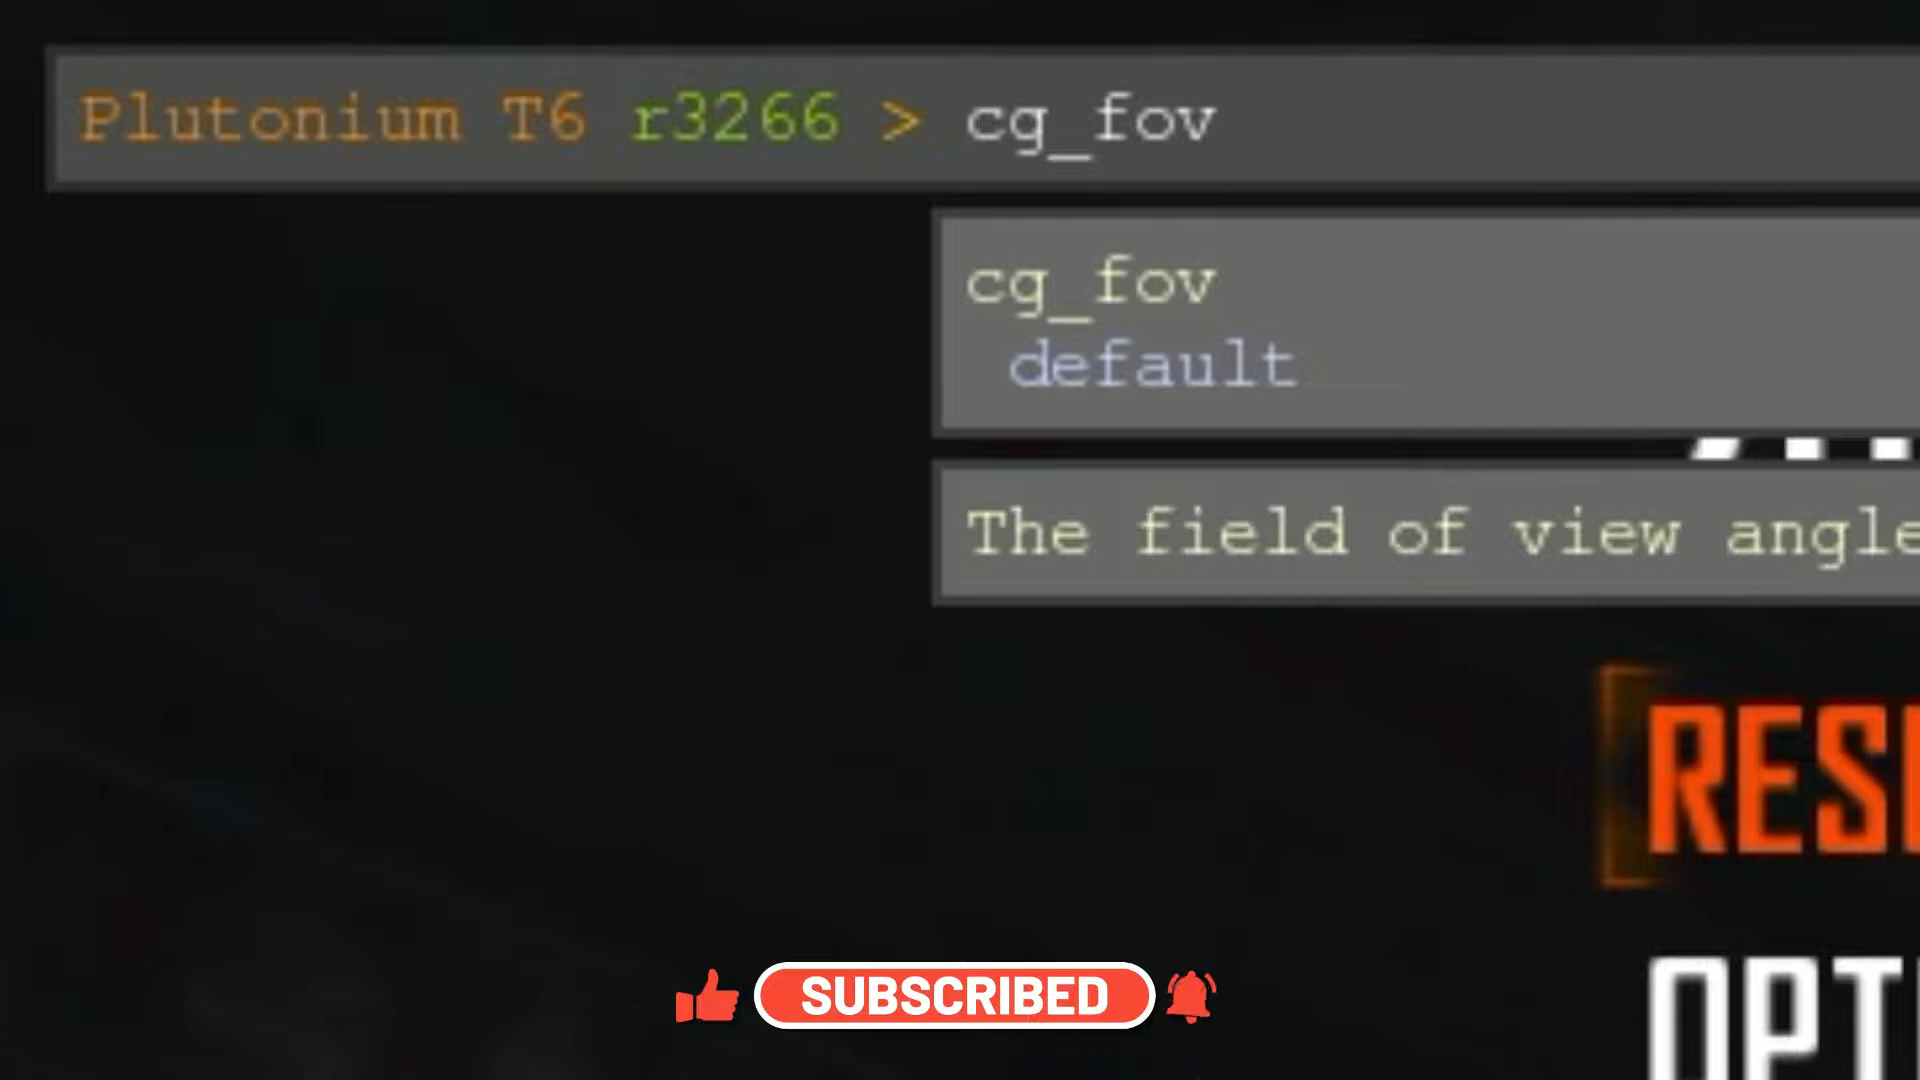 Plutonium T6 r3266 > cg_fov
cg_fov
default
The field of view angle
SUBSCRIBED